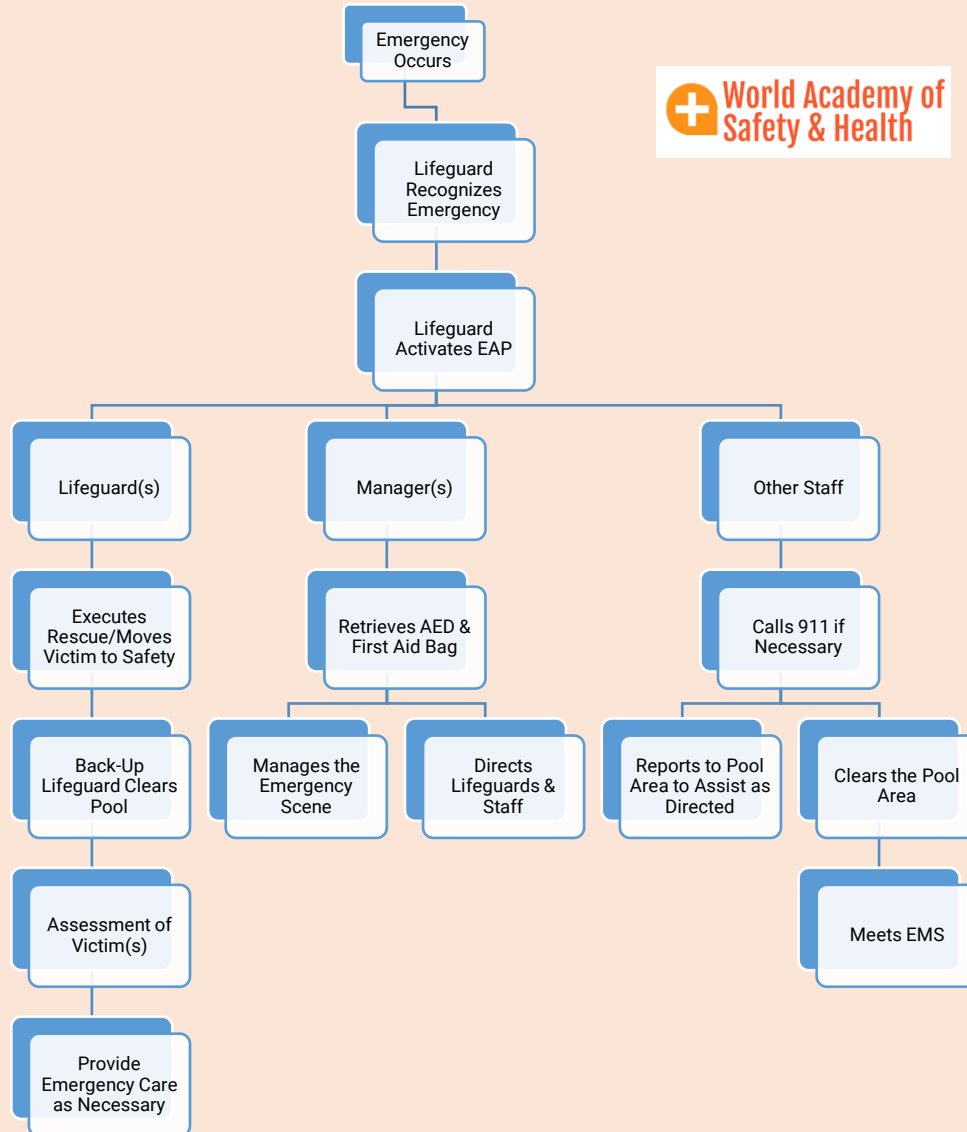 Emergency
Occurs
World Academy of
Safety & Health
Lifeguard
Recognizes
Emergency
Lifeguard
Activates EAP
Lifeguard(s)
Manager(s)
Other Staff
Executes
Rescue/Moves
Victim to Safety
Retrieves AED &
First Aid Bag
Calls 911 if
Necessary
Back-Up
Lifeguard Clears
Pool
Manages the
Emergency
Scene
Directs
Lifeguards &
Staff
Reports to Pool
Area to Assist as
Directed
Clears the Pool
Area
Assessment of
Victim(s)
Meets EMS
Provide
Emergency Care
as Necessary